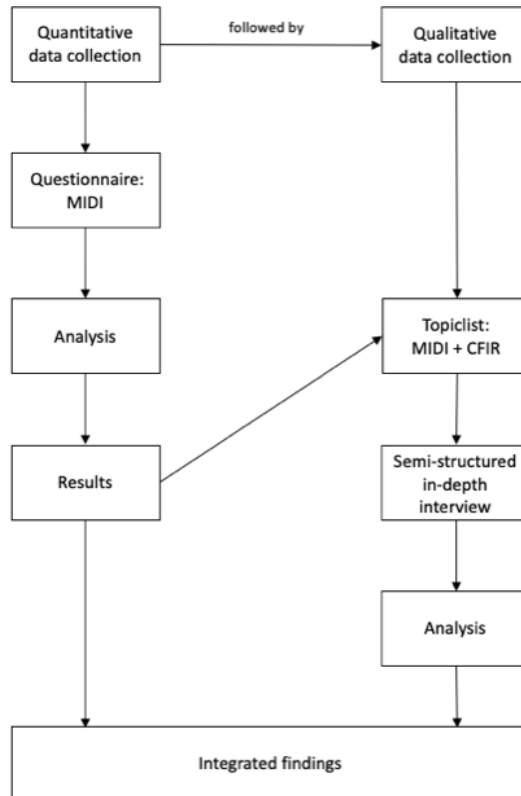 Quantitative
data collection
followed by
Qualitative
data collection
Questionnaire:
MIDI
Analysis
Topiclist:
MIDI + CFIR
Results
Semi-structured
in-depth
interview
Analysis
Integrated findings